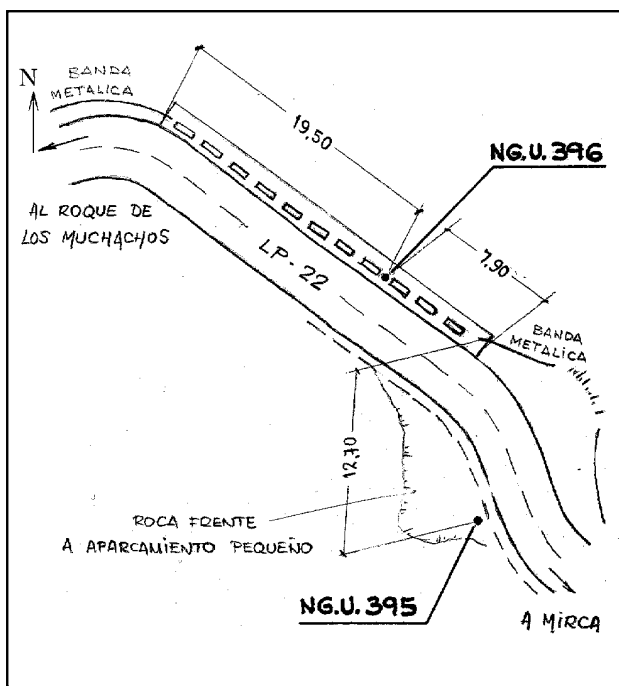 BANDA
METALICA
N
19,50
NG.U. 396
AL ROQUE DE
LOS MUCHACHOS
LP-22
7,90
BANDA
METALICA
12,70
ROCA FRENTE
A APARCAMIENTO PEQUEÑO
NG.U. 395
A MIRCA